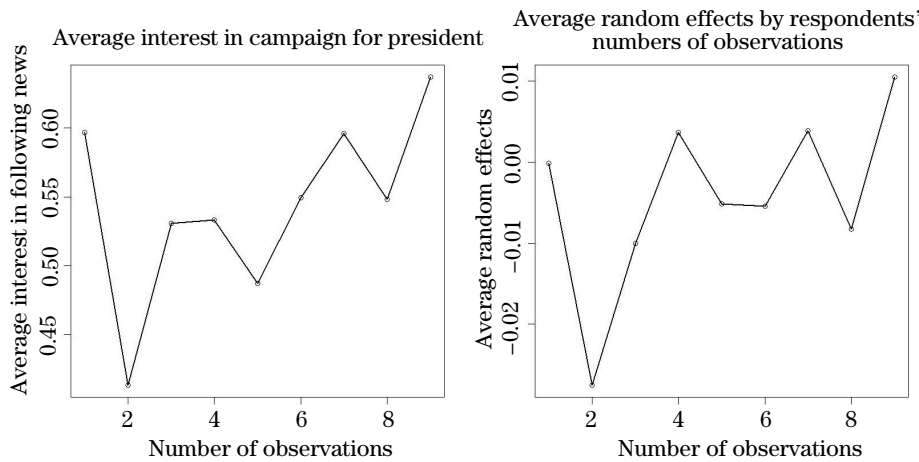 Average interest in campaign for president
Average interest in following news
0.60
0.55
0.50
0.45
2
4
6
8
Number of observations
Average random effects by respondents'
numbers of observations
Average random effects
0.01
0.00
−0.01
−0.02
2
4
6
8
Number of observations